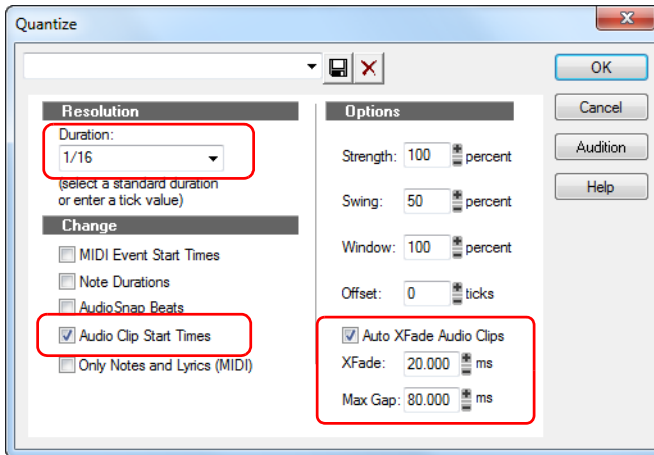 Quantize
OK
Cancel
Audition
Help
Resolution
Duration:
1/16
(select a standard duration
or enter a tick value)
Change
MIDI Event Start Times
Note Durations
AudioSnap Beats
Audio Clip Start Times
Only Notes and Lyrics (MIDI)
Options
Strength: 100 percent
Swing: 50 percent
Window: 100 percent
Offset: 0 ticks
Auto XFade Audio Clips
XFade: 20.000 ms
Max Gap: 80.000 ms